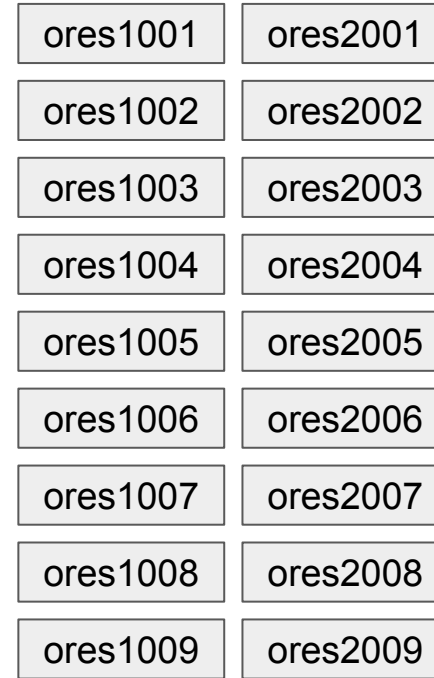 ores1001 ores2001
ores1002 ores2002
ores1003 ores2003
ores1004 ores2004
ores1005 ores2005
ores1006 ores2006
ores1007 ores2007
ores1008 ores2008
ores1009 ores2009